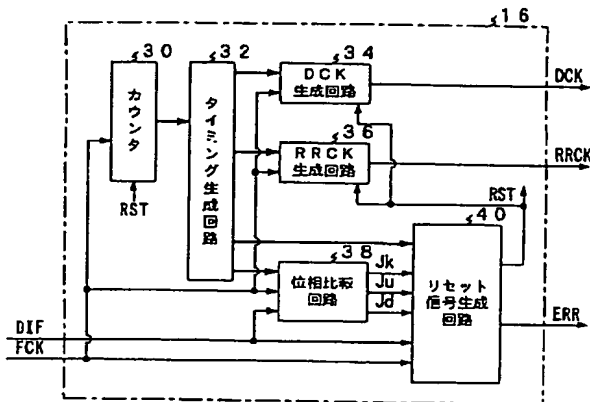 16
30
32
34
カウンタ
タイミング生成回路
DCK
生成回路
DCK
36
RRCK
生成回路
RRCK
RST
RST
40
38
位相比較
回路
Jk
Ju
Jd
リセット
信号生成
回路
ERR
DIF
FCK